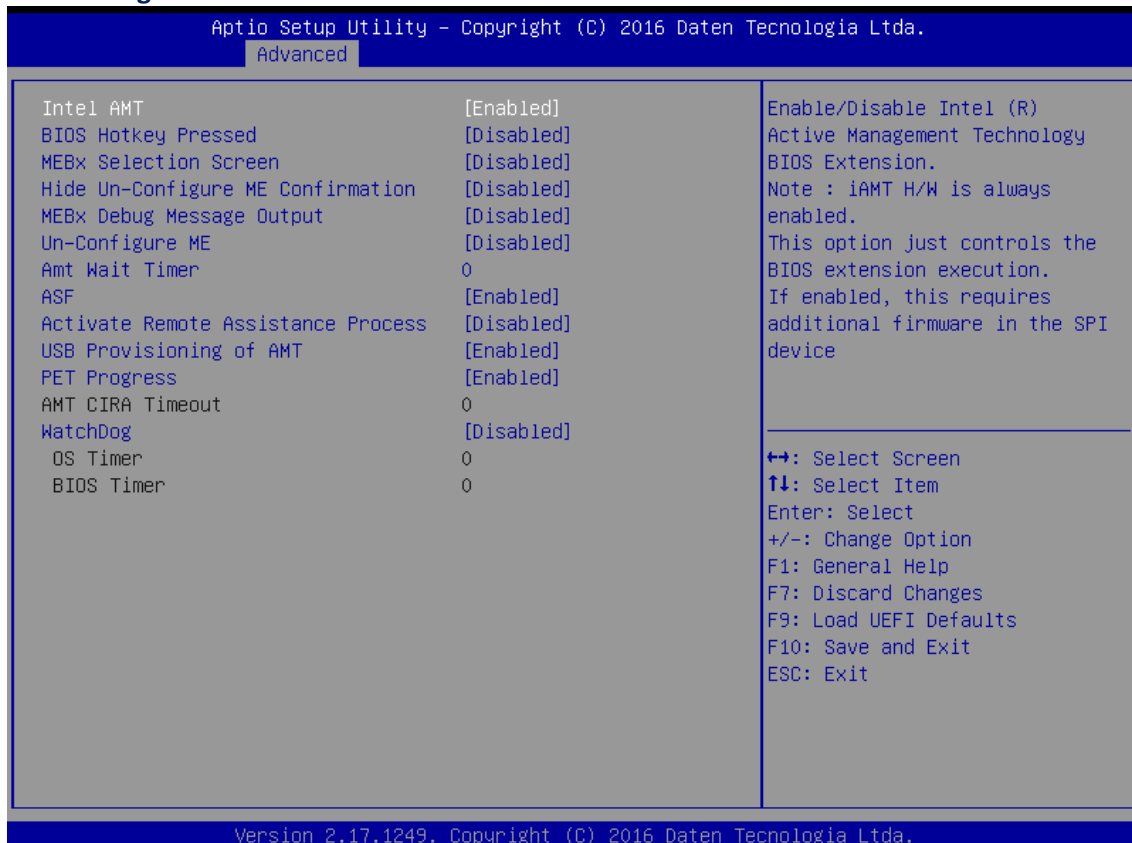 Aptio Setup Utility – Copyright (C) 2016 Daten Tecnologia Ltda.
Advanced
Intel AMT [Enabled]
BIOS Hotkey Pressed [Disabled]
MEBx Selection Screen [Disabled]
Hide Un-Configure ME Confirmation [Disabled]
MEBx Debug Message Output [Disabled]
Un-Configure ME [Disabled]
Amt Wait Timer 0
ASF [Enabled]
Activate Remote Assistance Process [Disabled]
USB Provisioning of AMT [Enabled]
PET Progress [Enabled]
AMT CIRA Timeout 0
WatchDog [Disabled]
OS Timer 0
BIOS Timer 0
Enable/Disable Intel (R)
Active Management Technology
BIOS Extension.
Note : iAMT H/W is always
enabled.
This option just controls the
BIOS extension execution.
If enabled, this requires
additional firmware in the SPI
device
↔: Select Screen
↑↓: Select Item
Enter: Select
+/-: Change Option
F1: General Help
F7: Discard Changes
F9: Load UEFI Defaults
F10: Save and Exit
ESC: Exit
Version 2.17.1249. Copyright (C) 2016 Daten Tecnologia Ltda.